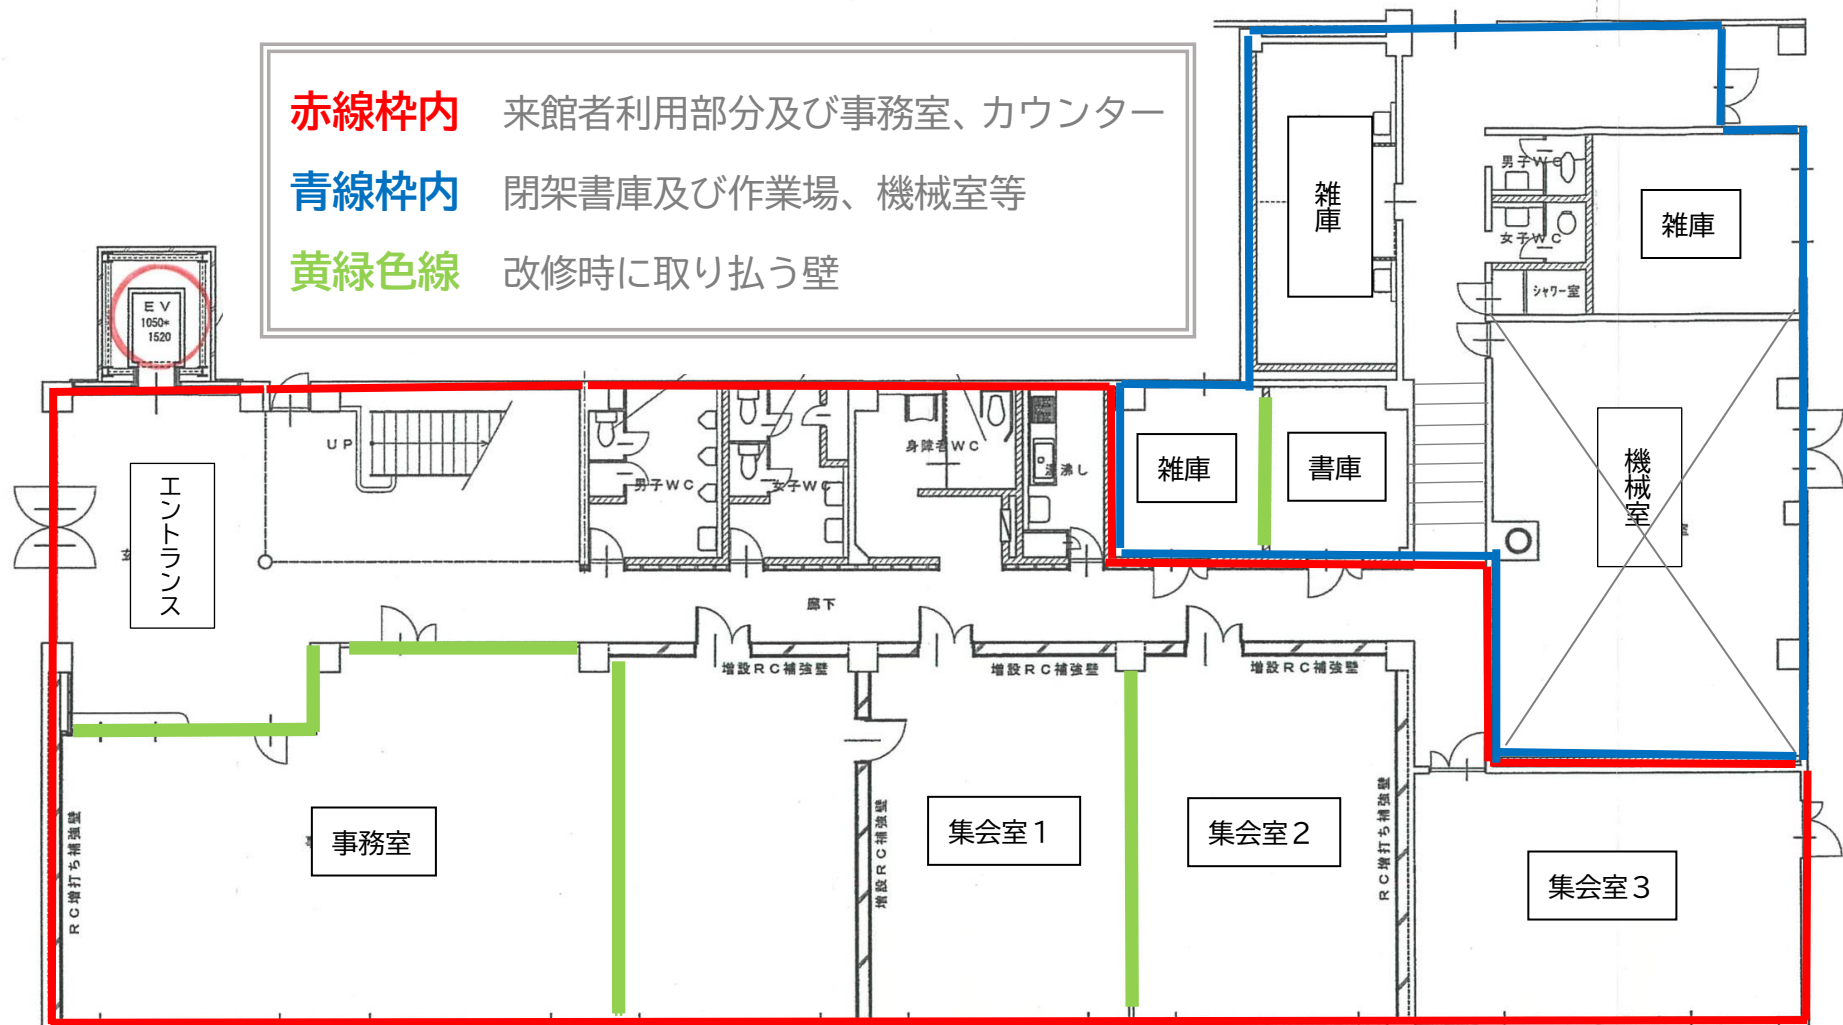 赤線枠内 来館者利用部分及び事務室、カウンター
青線枠内 閉架書庫及び作業場、機械室等
黄緑色線 改修時に取り払う壁
EV
1050*
1520
雑庫
男子WC
女子WC
雑庫
シャワー室
UP
エントランス
男子WC
女子WC
身障者WC
湯沸し
雑庫
書庫
機械室
廊下
増設RC補強壁
増設RC補強壁
増設RC補強壁
RC増打ち補強壁
事務室
増設RC補強壁
集会室1
集会室2
RC増打ち補強壁
集会室3